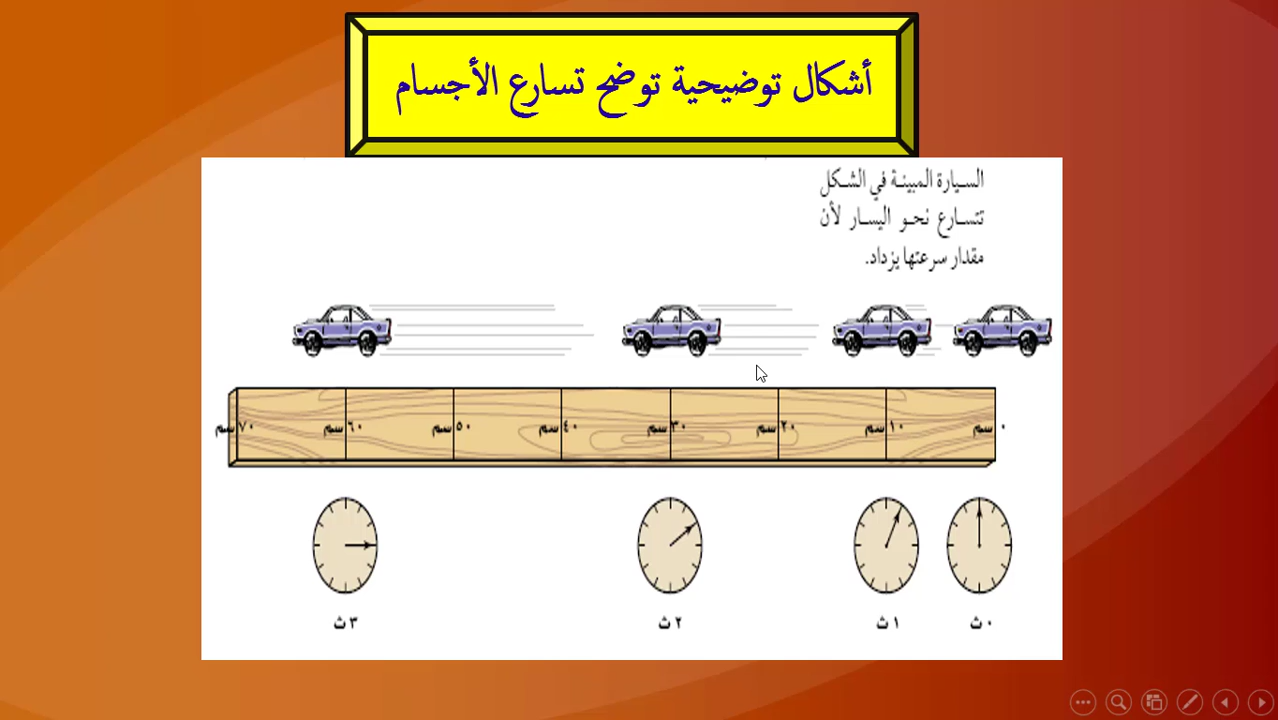 أشكال توضيحية توضح تسارع الأجسام
السيارة المبينة في الشكل
تتسارع نحو اليسار لأن
مقدار سرعتها يزداد.
٠ سم ١٠ سم ٢٠ سم ٣٠ سم ٤٠ سم ٥٠ سم ٦٠ سم ٧٠ سم
٠ ث ١ ث ٢ ث ٣ ث